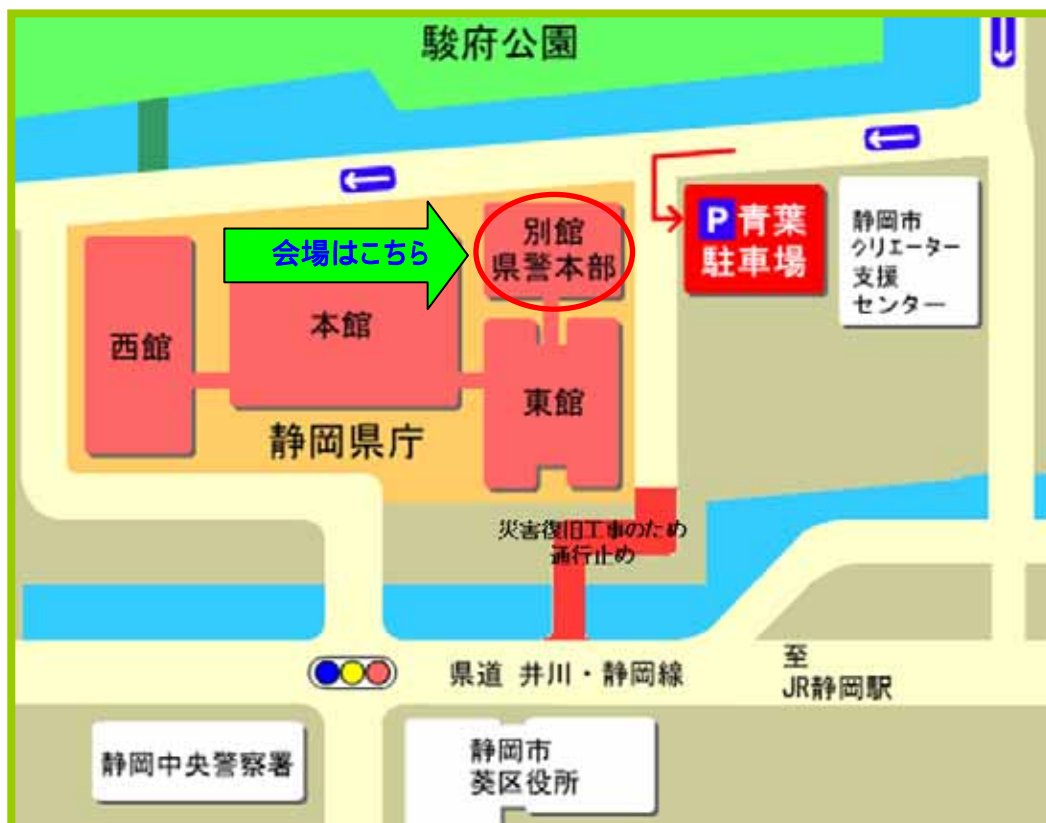 駿府公園
別館
県警本部
会場はこちら
P 青葉
駐車場
静岡市
クリエーター
支援
センター
本館
西館
東館
静岡県庁
災害復旧工事のため
通行止め
県道 井川・静岡線
至
JR静岡駅
静岡中央警察署
静岡市
葵区役所